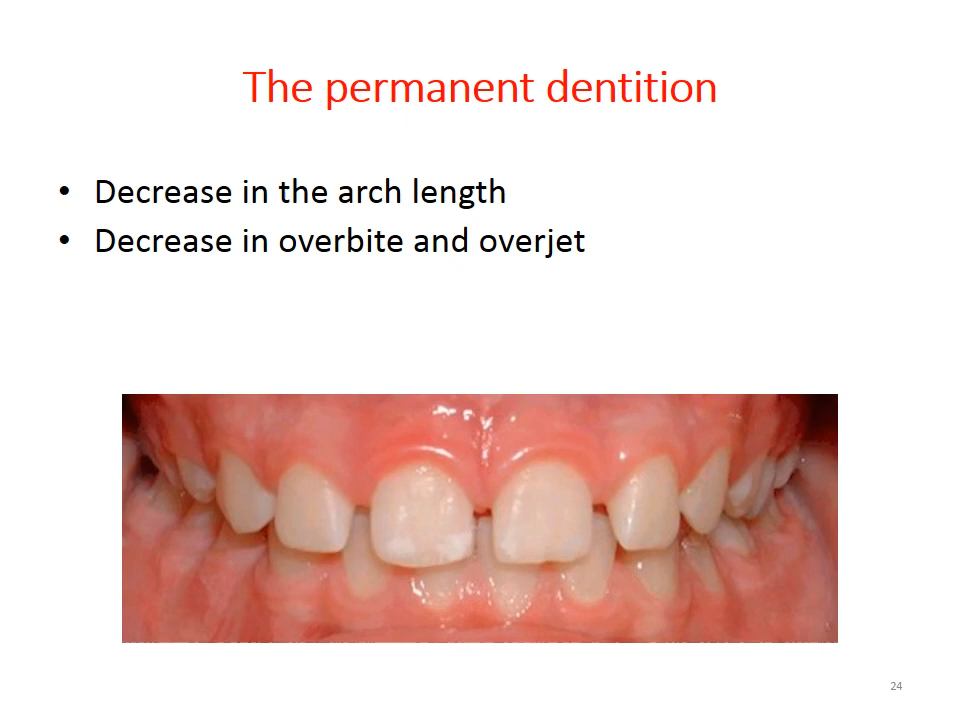 The permanent dentition
• Decrease in the arch length
• Decrease in overbite and overjet
24